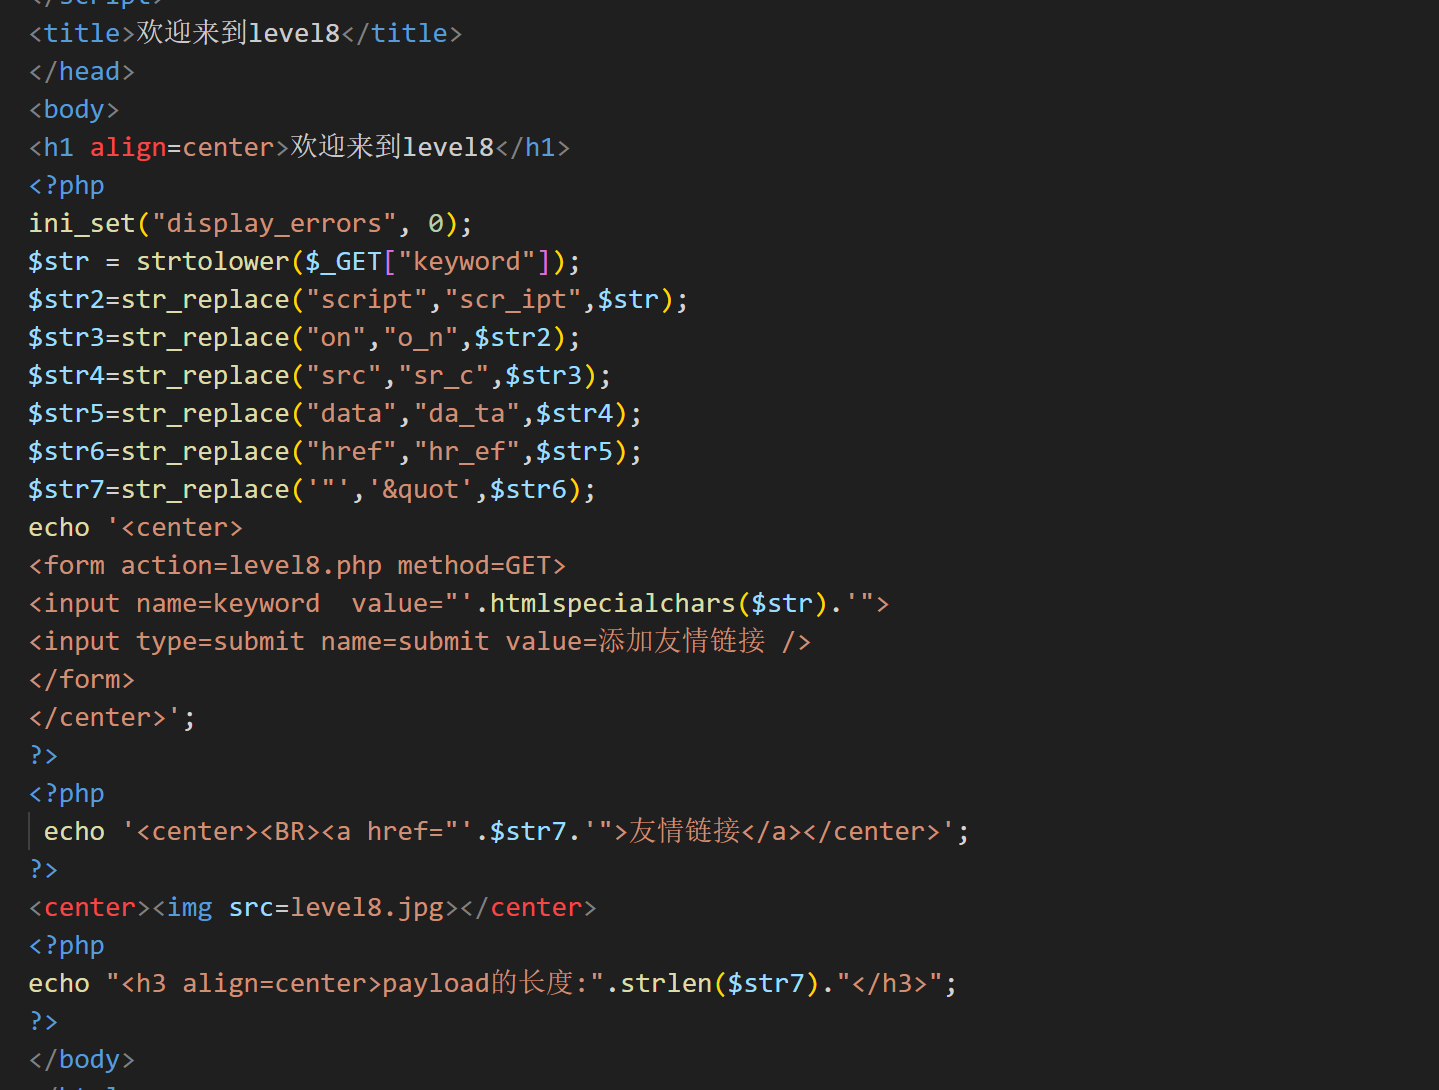 </script>
<title>欢迎来到level8</title>
</head>
<body>
<h1 align=center>欢迎来到level8</h1>
<?php
ini_set("display_errors", 0);
$str = strtolower($_GET["keyword"]);
$str2=str_replace("script","scr_ipt",$str);
$str3=str_replace("on","o_n",$str2);
$str4=str_replace("src","sr_c",$str3);
$str5=str_replace("data","da_ta",$str4);
$str6=str_replace("href","hr_ef",$str5);
$str7=str_replace('"','&quot',$str6);
echo '<center>
<form action=level8.php method=GET>
<input name=keyword  value="'.htmlspecialchars($str).'">
<input type=submit name=submit value=添加友情链接 />
</form>
</center>';
?>
<?php
 echo '<center><BR><a href="'.$str7.'">友情链接</a></center>';
?>
<center><img src=level8.jpg></center>
<?php
echo "<h3 align=center>payload的长度:".strlen($str7)."</h3>";
?>
</body>